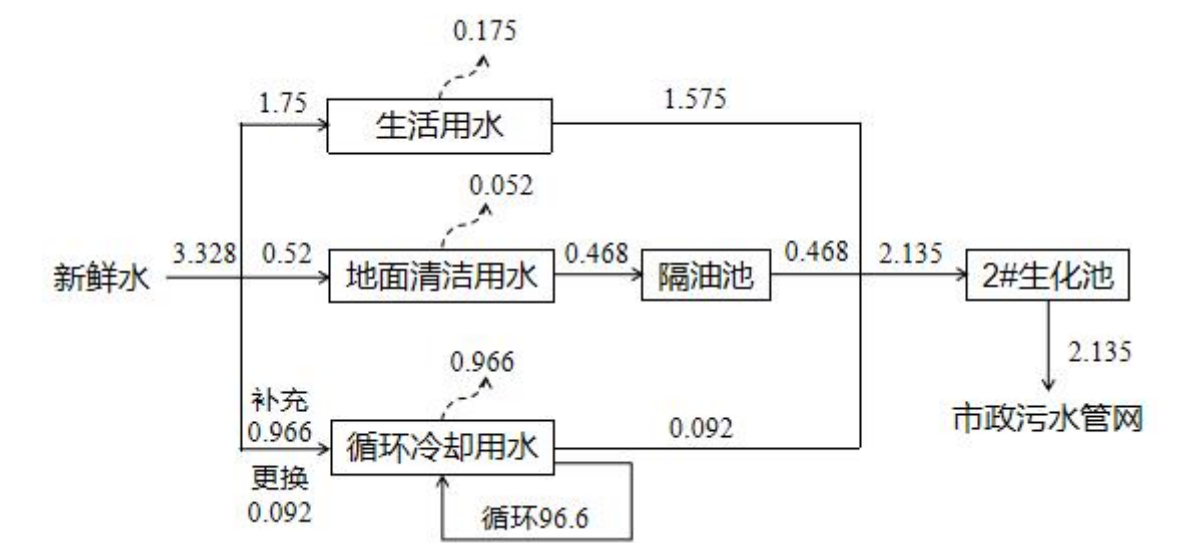 0.175
1.75
生活用水
1.575
0.052
新鲜水
3.328
0.52
地面清洁用水
0.468
隔油池
0.468
2.135
2#生化池
0.966
2.135
补充
0.966
循环冷却用水
0.092
市政污水管网
更换
0.092
循环96.6